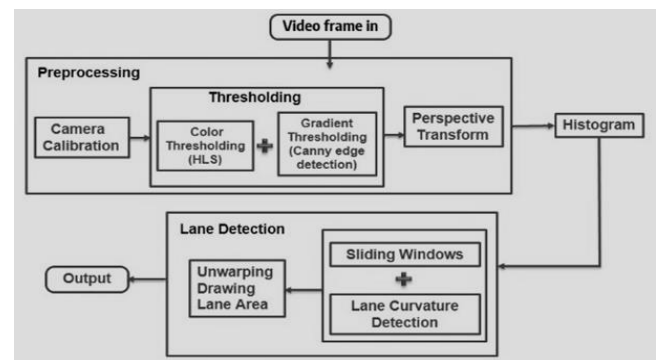 Video frame in
Preprocessing
Thresholding
Camera
Calibration
Color
Thresholding
(HLS)
Gradient
Thresholding
(Canny edge
detection)
Perspective
Transform
Histogram
Lane Detection
Sliding Windows
Lane Curvature
Detection
Unwarping
Drawing
Lane Area
Output